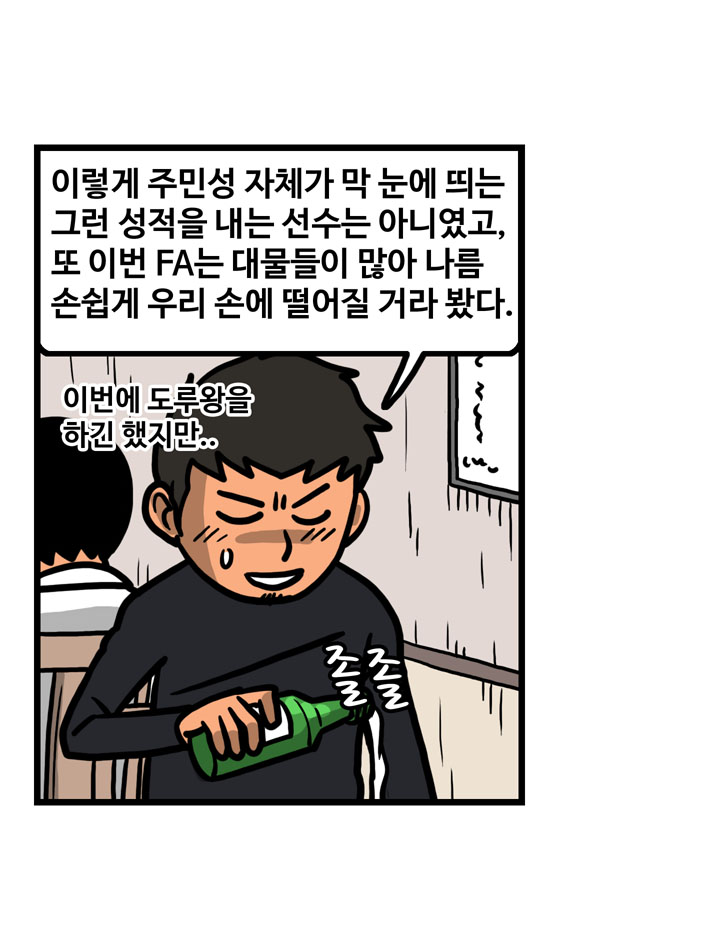 이렇게 주민성 자체가 막 눈에 띄는
그런 성적을 내는 선수는 아니였고,
또 이번 FA는 대물들이 많아 나름
손쉽게 우리 손에 떨어질 거라 봤다.
이번에 도루왕을
하긴 했지만..
졸졸